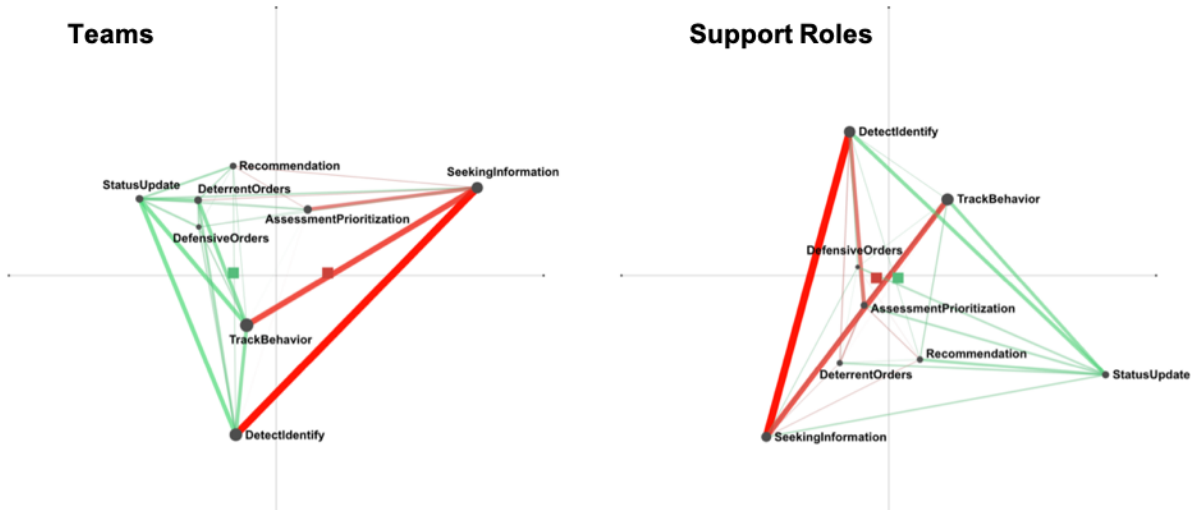 Teams
Recommendation
SeekingInformation
StatusUpdate
DeterrentOrders
AssessmentPrioritization
DefensiveOrders
TrackBehavior
DetectIdentify
Support Roles
DetectIdentify
TrackBehavior
DefensiveOrders
AssessmentPrioritization
Recommendation
DeterrentOrders
StatusUpdate
SeekingInformation